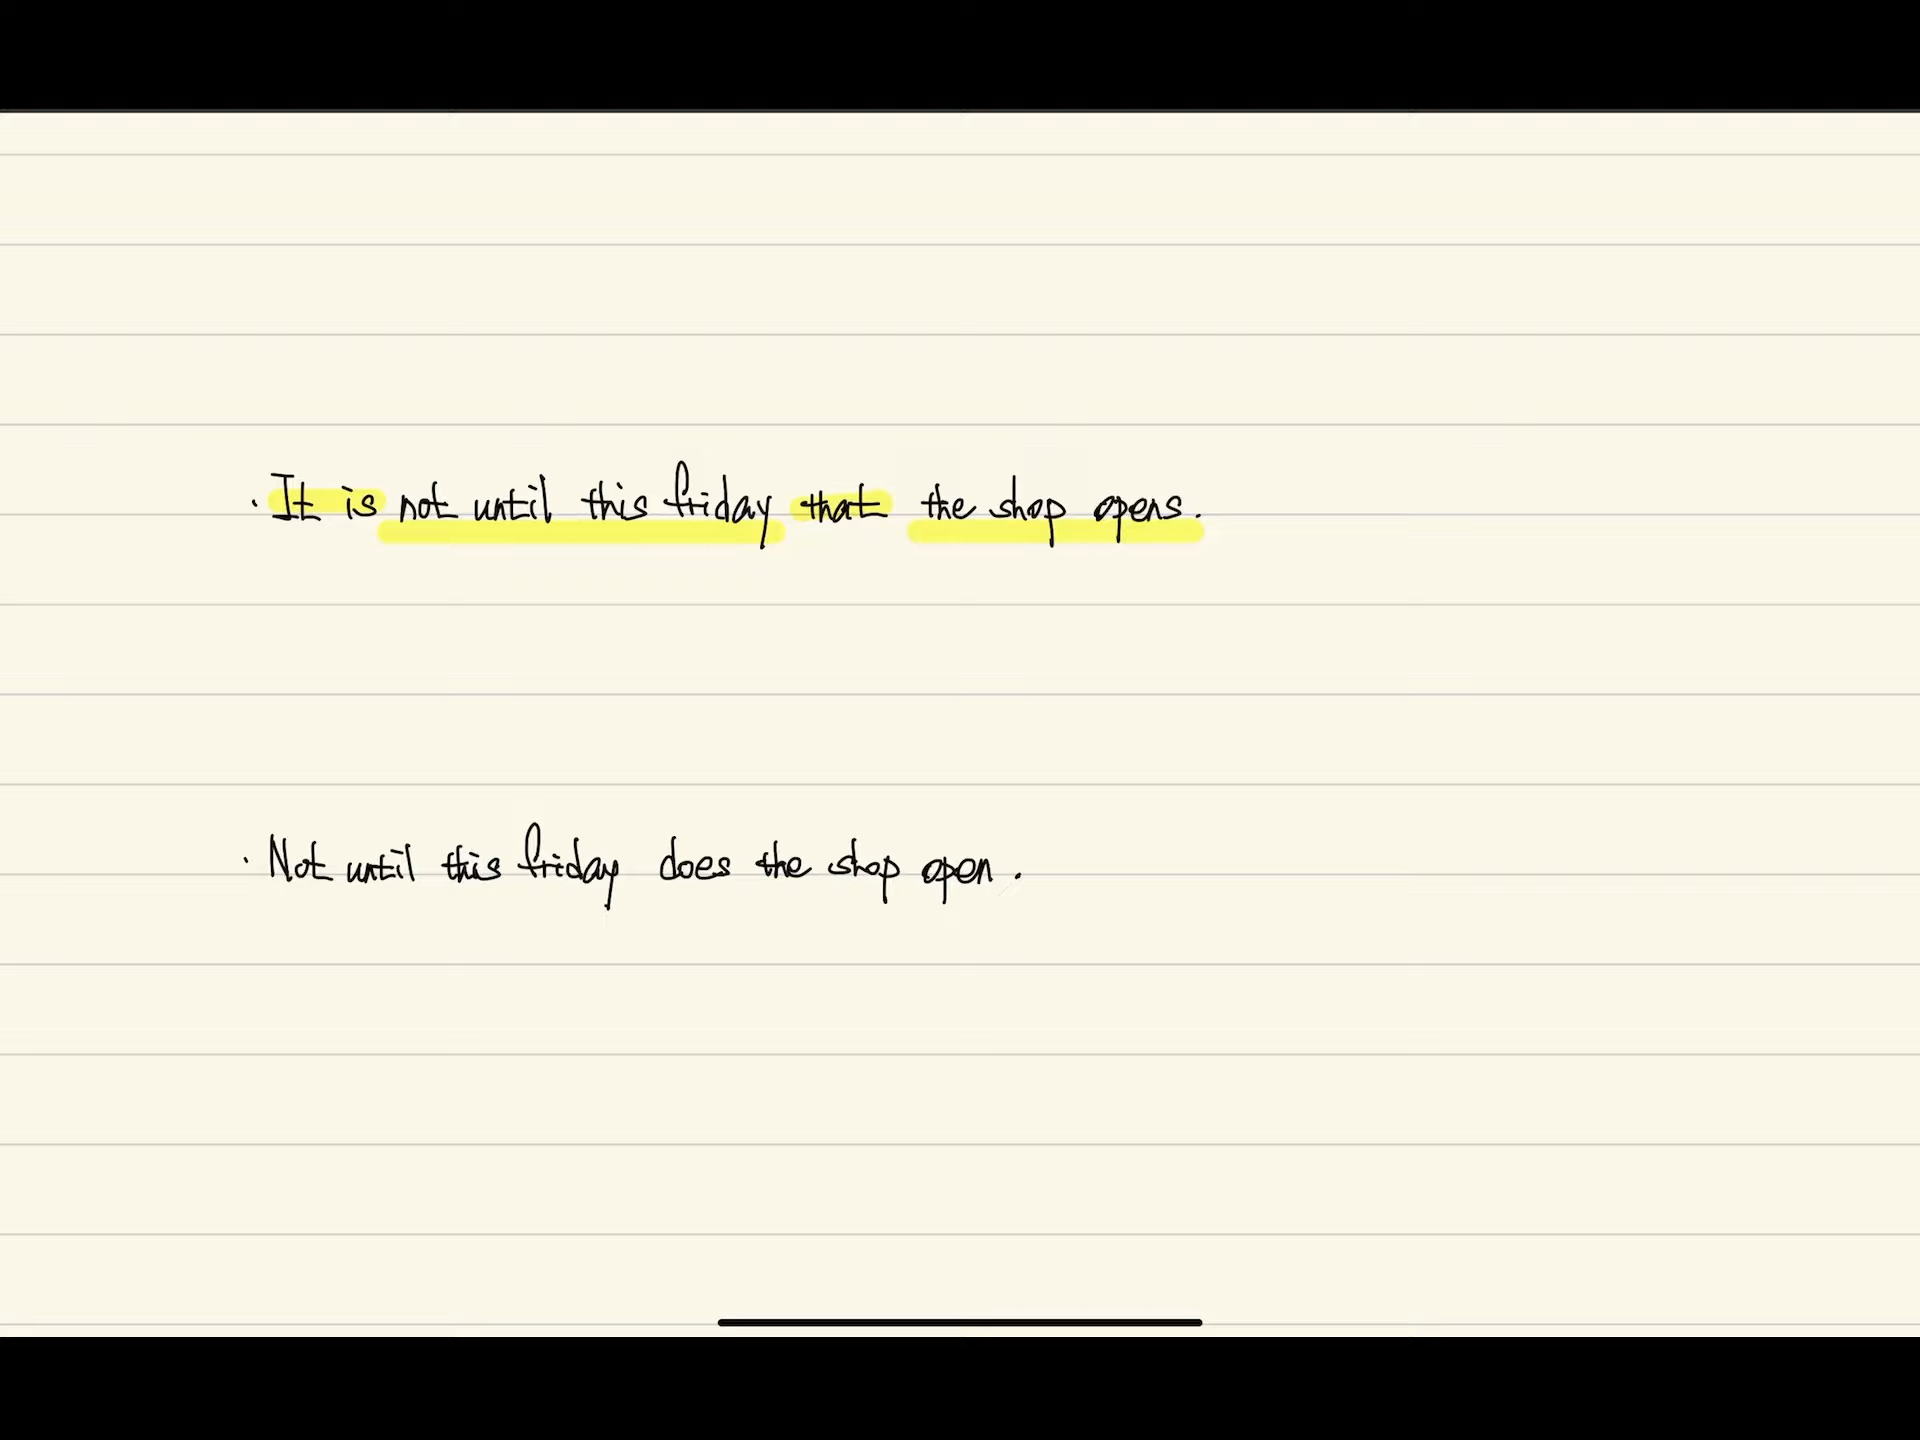 · It is not until this friday that the shop opens.
· Not until this friday does the shop open.